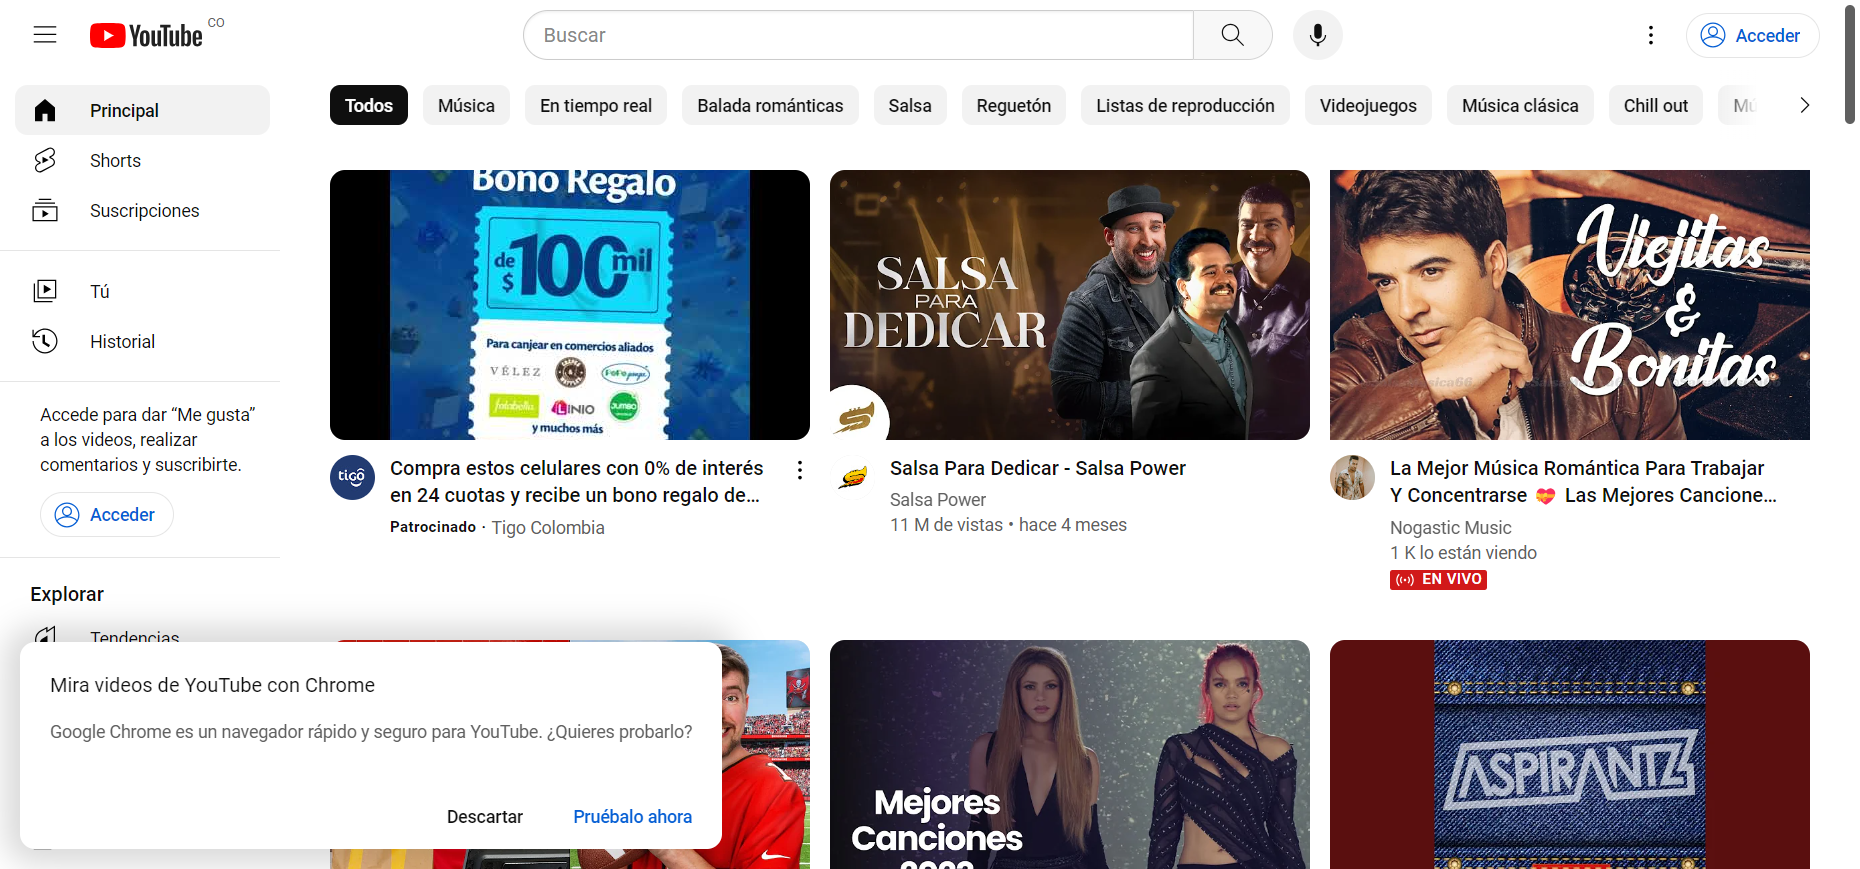 YouTube CO
Buscar
Acceder
Principal
Shorts
Suscripciones
Tú
Historial
Accede para dar “Me gusta”
a los videos, realizar
comentarios y suscribirte.
Acceder
Explorar
Tendencias
Todos
Música
En tiempo real
Balada románticas
Salsa
Reguetón
Listas de reproducción
Videojuegos
Música clásica
Chill out
Bono Regalo
de $ 100 mil
Para canjear en comercios aliados
VÉLEZ
falabella LINIO JUMBO
y muchos más
tigo
Compra estos celulares con 0% de interés
en 24 cuotas y recibe un bono regalo de...
Patrocinado · Tigo Colombia
SALSA
PARA
DEDICAR
Salsa Para Dedicar - Salsa Power
Salsa Power
11 M de vistas • hace 4 meses
Viejitas
&
Bonitas
La Mejor Música Romántica Para Trabajar
Y Concentrarse 💝 Las Mejores Cancione...
Nogastic Music
1 K lo están viendo
EN VIVO
Mira videos de YouTube con Chrome
Google Chrome es un navegador rápido y seguro para YouTube. ¿Quieres probarlo?
Descartar
Pruébalo ahora
Mejores
Canciones
ASPIRANTZ